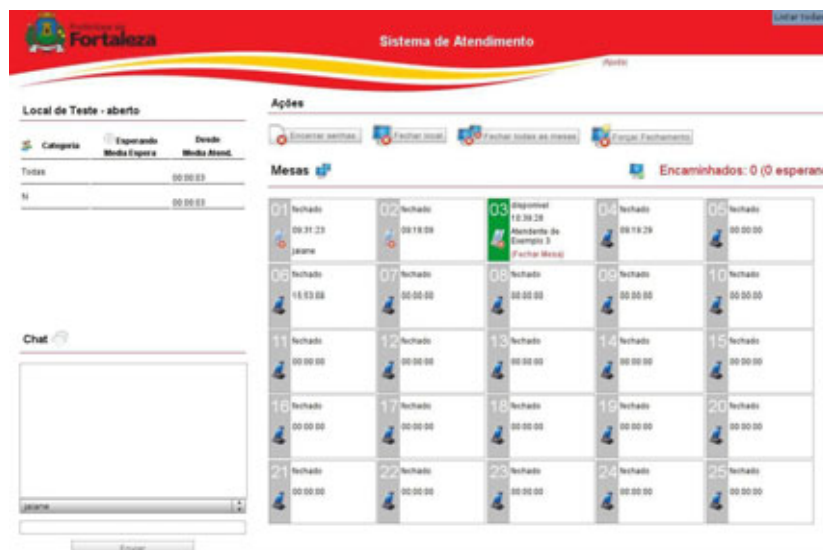 Prefeitura de
Fortaleza
Sistema de Atendimento
Listar todas
Ajuda
Local de Teste - aberto
Categoria
Esperando
Media Espera
Desde
Media Atend.
Todas
00:00:03
N
00:00:03
Ações
Encerrar senhas
Fechar local
Fechar todas as mesas
Forçar Fechamento
Mesas
Encaminhados: 0 (0 esperan
01 fechado
09:31:23
jaiane
02 fechado
03 disponivel
10:39:28
Atendente de
Exemplo 3
(Fechar Mesa)
04 fechado
09:19:29
05 fechado
00:00:00
06 fechado
15:53:08
07 fechado
00:00:00
08 fechado
00:00:00
09 fechado
00:00:00
10 fechado
00:00:00
11 fechado
00:00:00
12 fechado
00:00:00
13 fechado
00:00:00
14 fechado
00:00:00
15 fechado
00:00:00
16 fechado
00:00:00
17 fechado
00:00:00
18 fechado
00:00:00
19 fechado
00:00:00
20 fechado
00:00:00
21 fechado
00:00:00
22 fechado
00:00:00
23 fechado
00:00:00
24 fechado
00:00:00
25 fechado
00:00:00
Chat
jaiane
Enviar